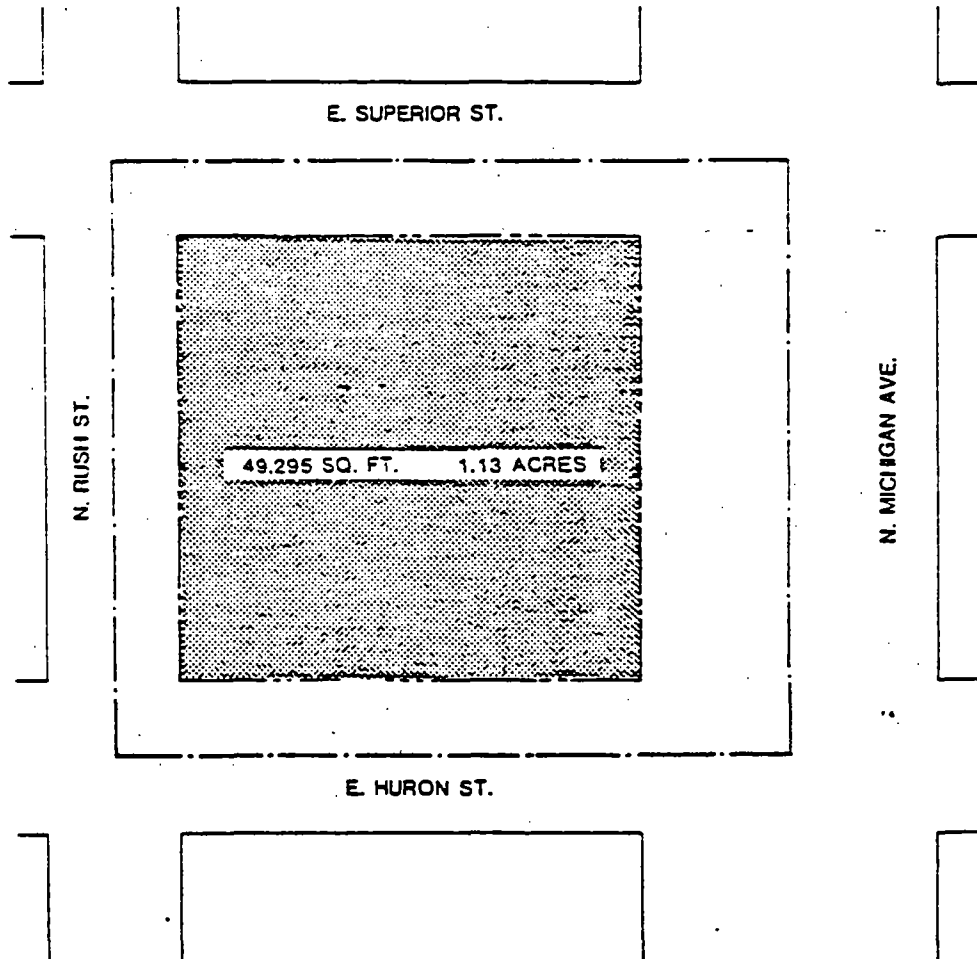 E. SUPERIOR ST.
N. RUSH ST.
49.295 SQ. FT. 1.13 ACRES
N. MICHIGAN AVE.
E. HURON ST.